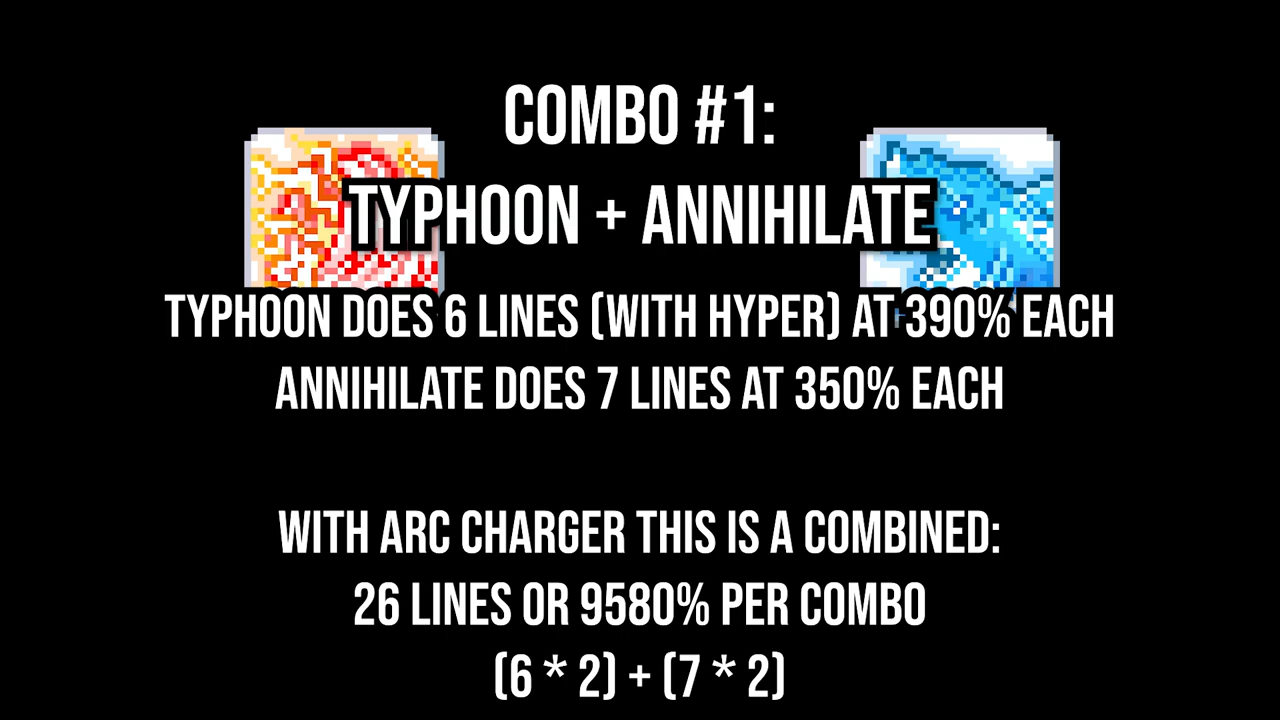 COMBO #1:
TYPHOON + ANNIHILATE
TYPHOON DOES 6 LINES (WITH HYPER) AT 390% EACH
ANNIHILATE DOES 7 LINES AT 350% EACH
WITH ARC CHARGER THIS IS A COMBINED:
26 LINES OR 9580% PER COMBO
(6 * 2) + (7 * 2)